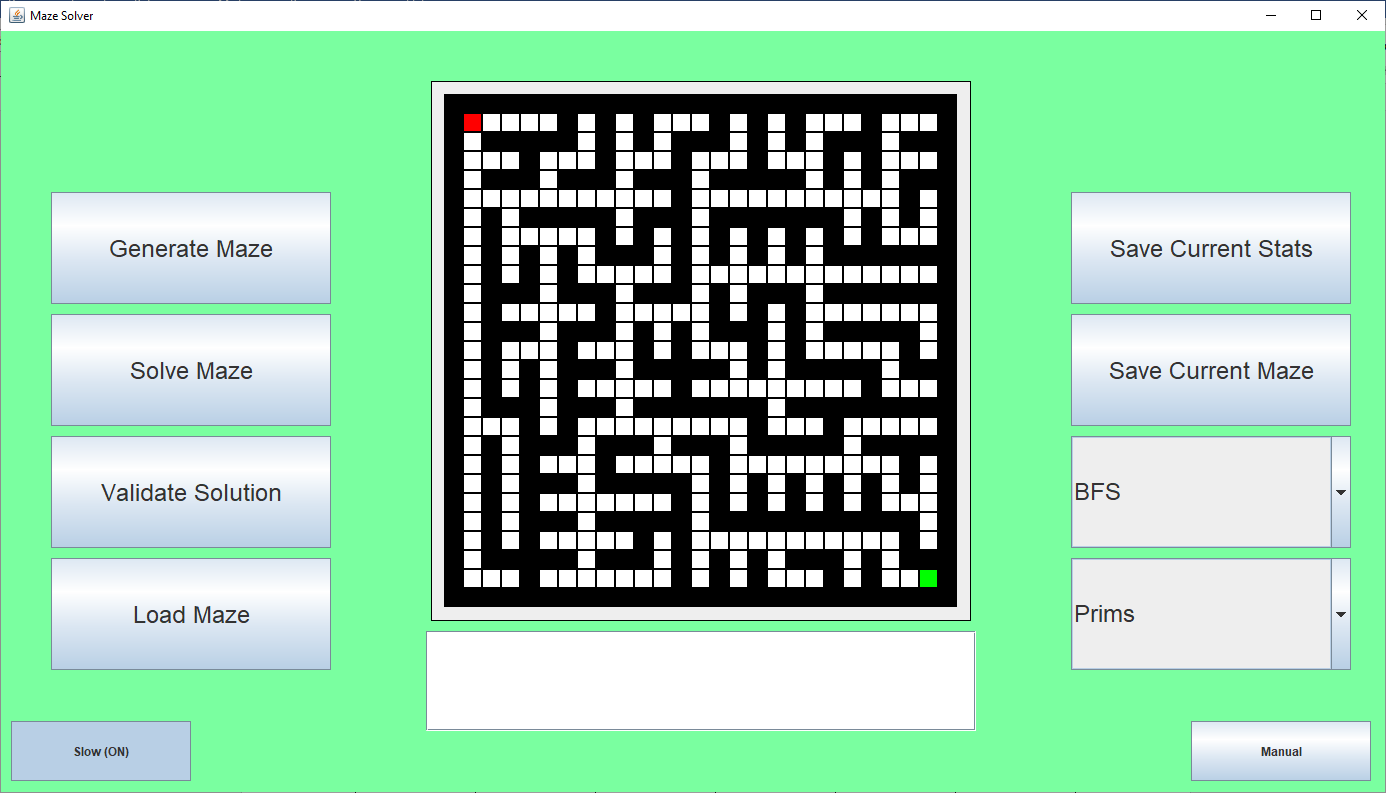 Maze Solver
Generate Maze
Solve Maze
Validate Solution
Load Maze
Slow (ON)
Save Current Stats
Save Current Maze
BFS
Prims
Manual